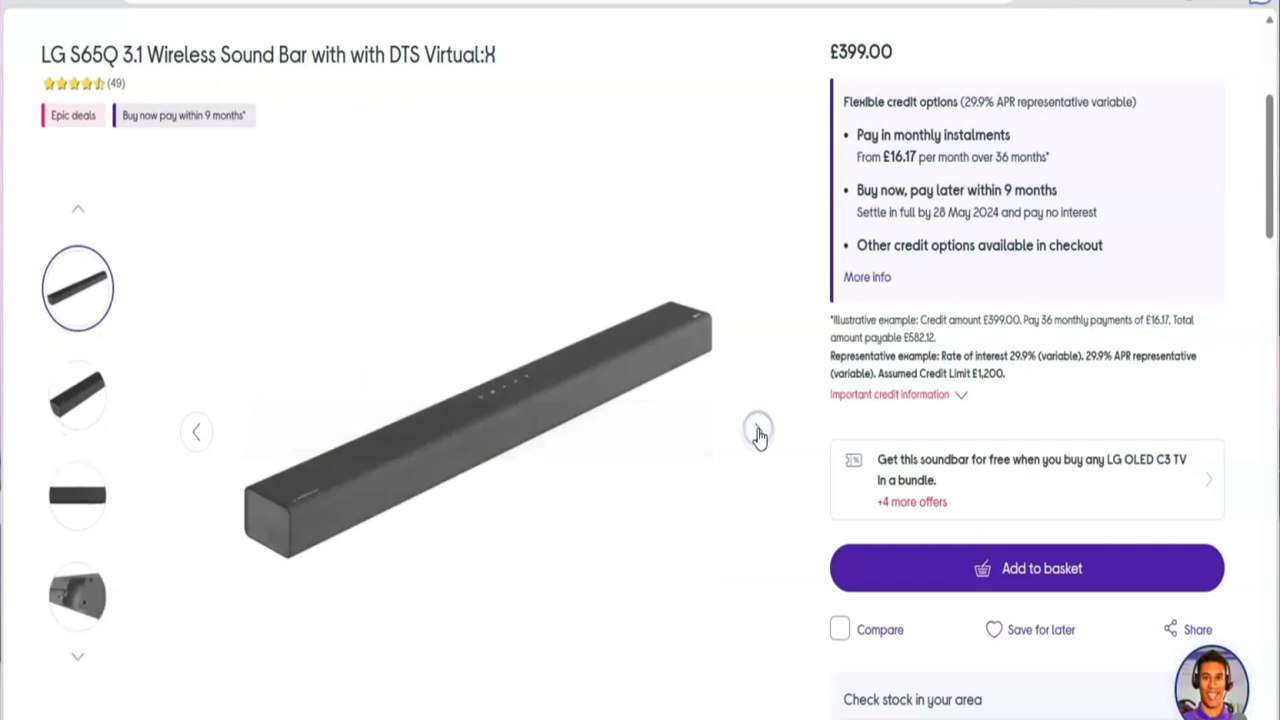 LG S65Q 3.1 Wireless Sound Bar with with DTS Virtual:X
(49)
Epic deals
Buy now pay within 9 months*
£399.00
Flexible credit options (29.9% APR representative variable)
• Pay in monthly instalments
From £16.17 per month over 36 months*
• Buy now, pay later within 9 months
Settle in full by 28 May 2024 and pay no interest
• Other credit options available in checkout
More info
*Illustrative example: Credit amount £399.00. Pay 36 monthly payments of £16.17. Total
amount payable £582.12.
Representative example: Rate of interest 29.9% (variable). 29.9% APR representative
(variable). Assumed Credit Limit £1,200.
Important credit information
Get this soundbar for free when you buy any LG OLED C3 TV
In a bundle.
+4 more offers
Add to basket
Compare
Save for later
Share
Check stock in your area